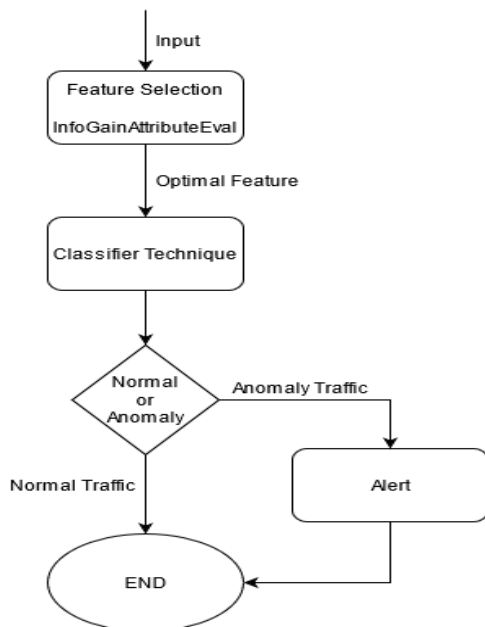 Input
Feature Selection
InfoGainAttributeEval
Optimal Feature
Classifier Technique
Normal
or
Anomaly
Anomaly Traffic
Normal Traffic
Alert
END